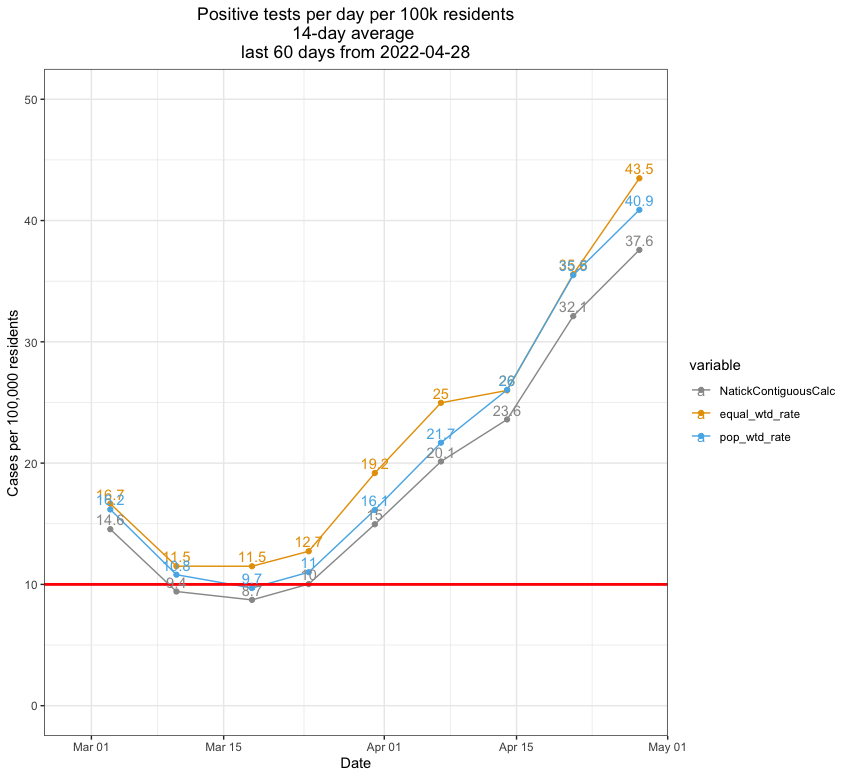 Positive tests per day per 100k residents
14-day average
last 60 days from 2022-04-28
Cases per 100,000 residents
50
40
30
20
10
0
43.5
40.9
37.6
35.6
32.1
25
26
23.6
21.7
20.1
19.2
16.1
15
16.7
16.2
14.6
11.5
10.8
9.4
11.5
9.7
8.7
12.7
11
10
Mar 01
Mar 15
Apr 01
Apr 15
May 01
Date
variable
NatickContiguousCalc
equal_wtd_rate
pop_wtd_rate